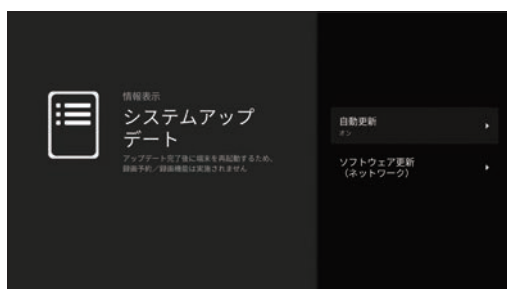 情報表示
システムアップ
デート
アップデート完了後に端末を再起動するため、
録画予約／録画機能は実施されません
自動更新
オン
ソフトウェア更新
（ネットワーク）